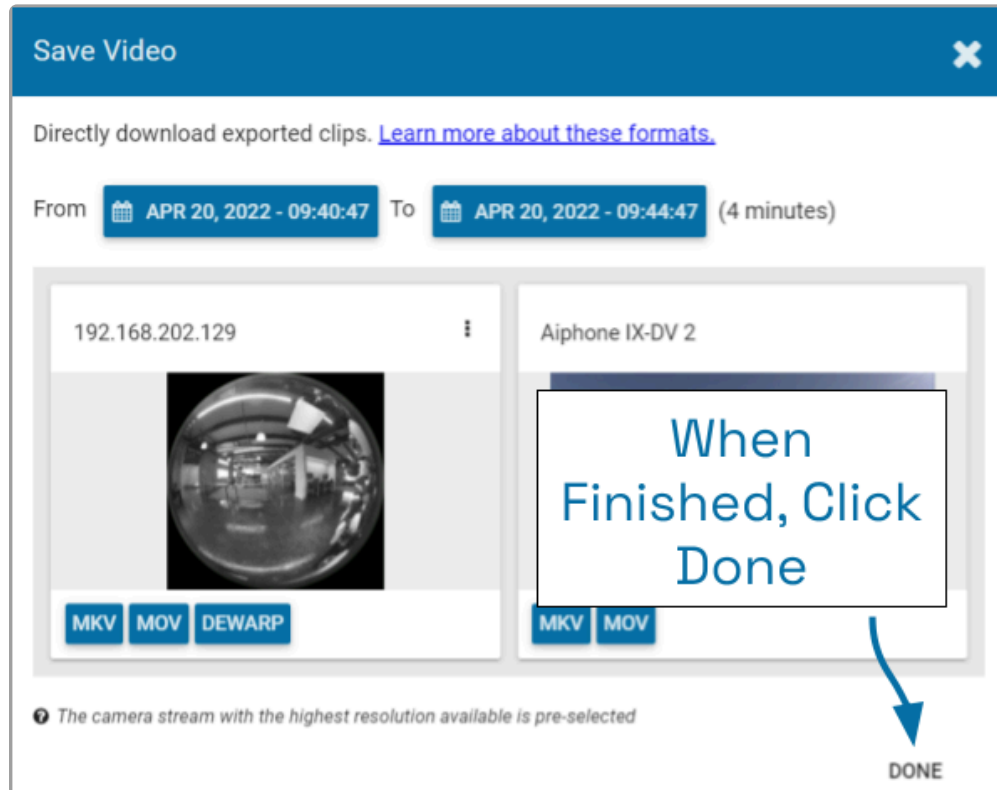 Save Video
Directly download exported clips. Learn more about these formats.
From APR 20, 2022 - 09:40:47 To APR 20, 2022 - 09:44:47 (4 minutes)
192.168.202.129
Aiphone IX-DV 2
When
Finished, Click
Done
MKV MOV DEWARP
MKV MOV
The camera stream with the highest resolution available is pre-selected
DONE